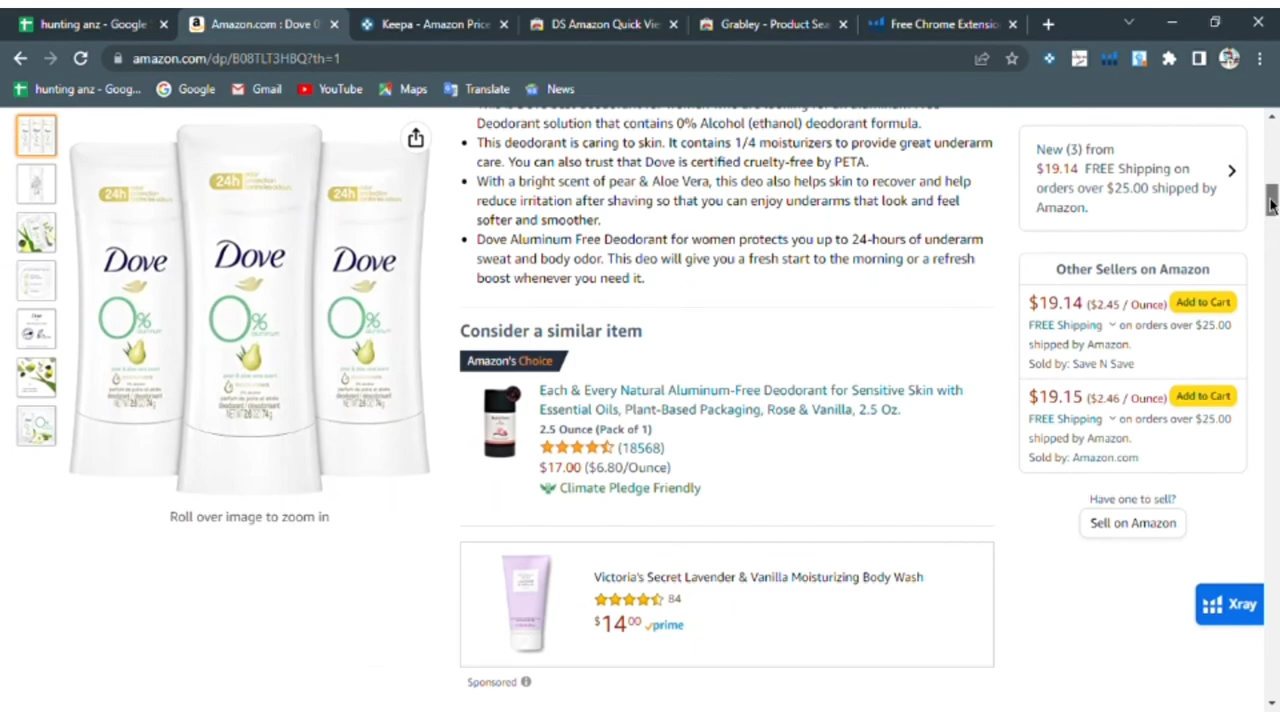 hunting anz - Google
Amazon.com : Dove 0
Keepa - Amazon Price
DS Amazon Quick Vie
Grabley - Product Sea
Free Chrome Extensio
amazon.com/dp/B08TLT3HBQ?th=1
hunting anz - Goog...
Google
Gmail
YouTube
Maps
Translate
News
Deodorant solution that contains 0% Alcohol (ethanol) deodorant formula.
• This deodorant is caring to skin. It contains 1/4 moisturizers to provide great underarm
care. You can also trust that Dove is certified cruelty-free by PETA.
• With a bright scent of pear & Aloe Vera, this deo also helps skin to recover and help
reduce irritation after shaving so that you can enjoy underarms that look and feel
softer and smoother.
• Dove Aluminum Free Deodorant for women protects you up to 24-hours of underarm
sweat and body odor. This deo will give you a fresh start to the morning or a refresh
boost whenever you need it.
24h
24h
24h
Dove
Dove
Dove
0%
0%
0%
Roll over image to zoom in
Consider a similar item
Amazon's Choice
Each & Every Natural Aluminum-Free Deodorant for Sensitive Skin with
Essential Oils, Plant-Based Packaging, Rose & Vanilla, 2.5 Oz.
2.5 Ounce (Pack of 1)
(18568)
$17.00 ($6.80/Ounce)
Climate Pledge Friendly
Victoria's Secret Lavender & Vanilla Moisturizing Body Wash
84
$14⁰⁰ prime
Sponsored
New (3) from
$19.14 FREE Shipping on
orders over $25.00 shipped by
Amazon.
Other Sellers on Amazon
$19.14 ($2.45 / Ounce) Add to Cart
FREE Shipping on orders over $25.00
shipped by Amazon.
Sold by: Save N Save
$19.15 ($2.46 / Ounce) Add to Cart
FREE Shipping on orders over $25.00
shipped by Amazon.
Sold by: Amazon.com
Have one to sell?
Sell on Amazon
Xray